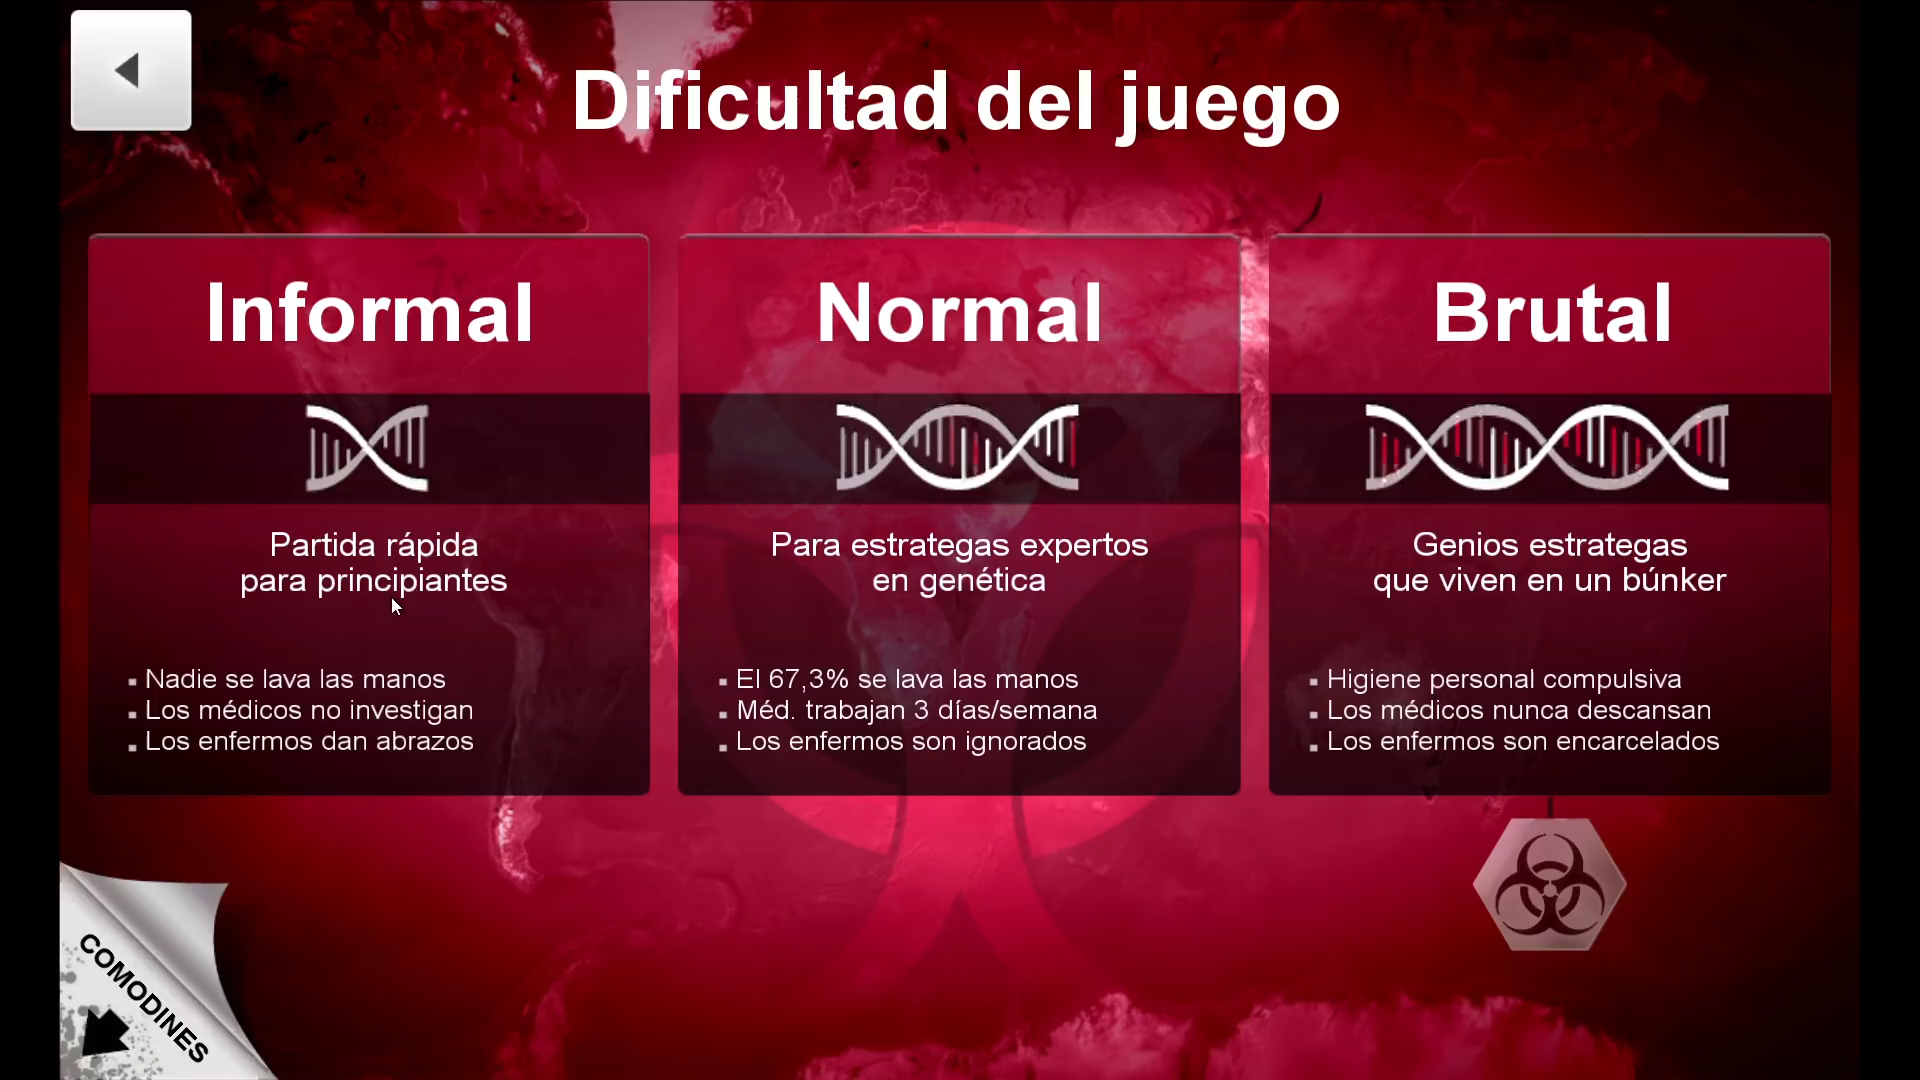 Dificultad del juego
Informal
Partida rápida
para principiantes
Nadie se lava las manos
Los médicos no investigan
Los enfermos dan abrazos
Normal
Para estrategas expertos
en genética
El 67,3% se lava las manos
Méd. trabajan 3 días/semana
Los enfermos son ignorados
Brutal
Genios estrategas
que viven en un búnker
Higiene personal compulsiva
Los médicos nunca descansan
Los enfermos son encarcelados
COMODINES